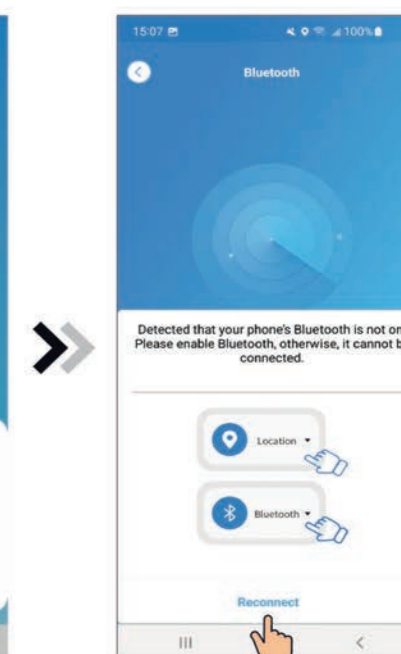 15:07 100%
Bluetooth
Detected that your phone's Bluetooth is not on
Please enable Bluetooth, otherwise, it cannot b
connected.
Location
Bluetooth
Reconnect